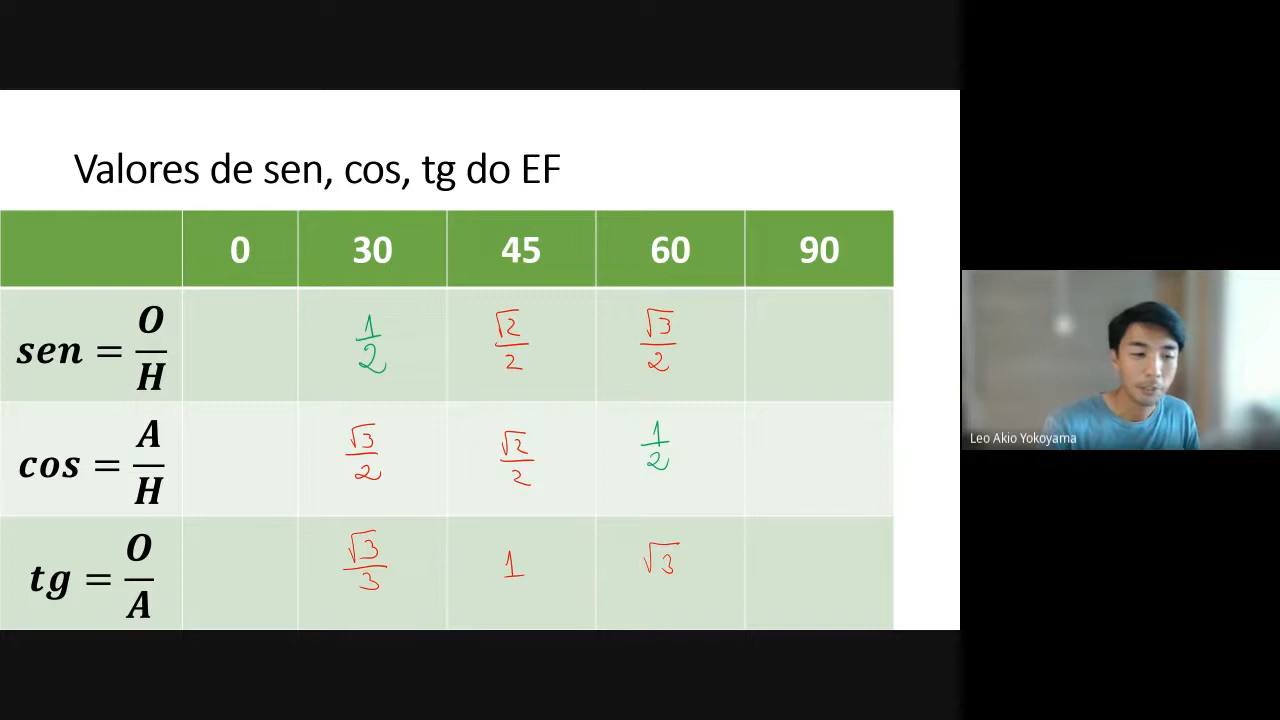 Valores de sen, cos, tg do EF
0 30 45 60 90
sen = O/H 1/2 √2/2 √3/2
cos = A/H √3/2 √2/2 1/2
tg = O/A √3/3 1 √3
Leo Akio Yokoyama